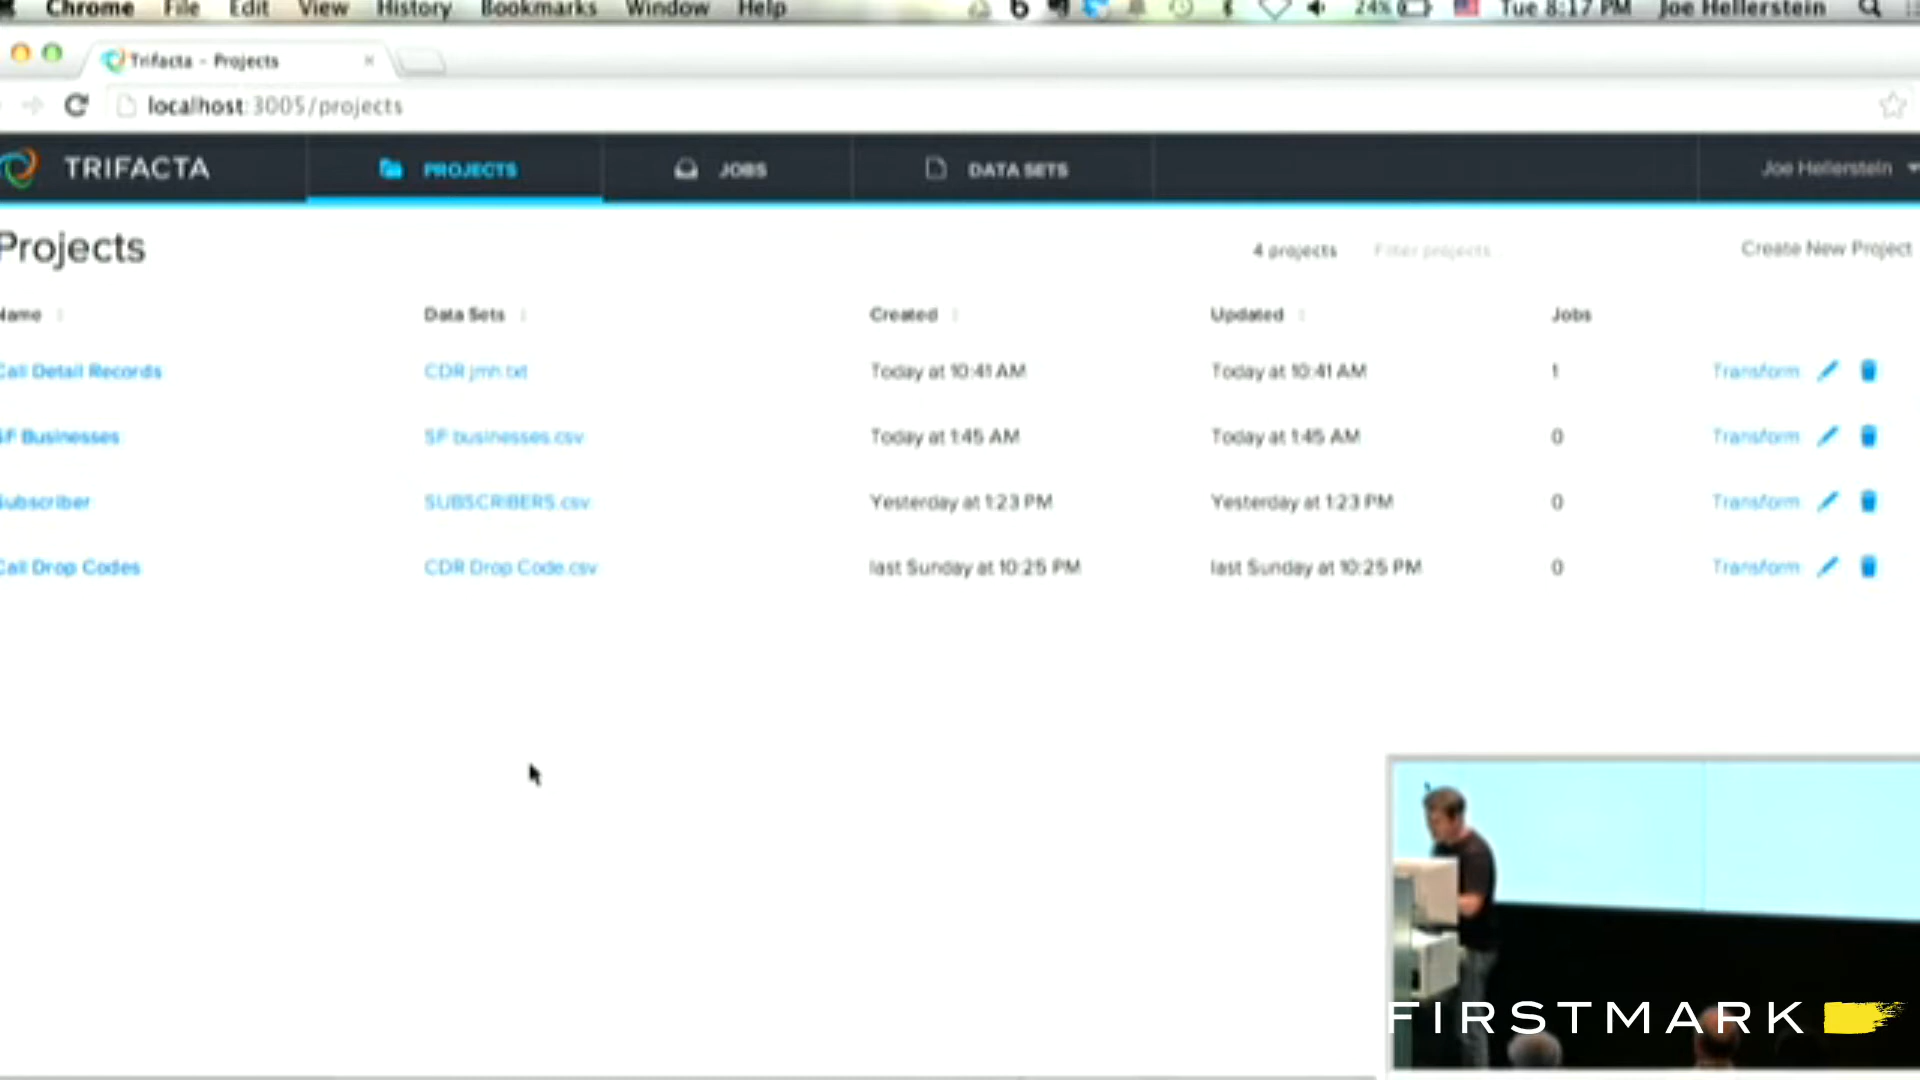 Chrome File Edit View History Bookmarks Window Help 24% Tue 8:17 PM Joe Hellerstein
Trifacta - Projects
localhost:3005/projects
TRIFACTA PROJECTS JOBS DATA SETS Joe Hellerstein
Projects 4 projects Filter projects... Create New Project
Name Data Sets Created Updated Jobs
Call Detail Records CDR jmh.txt Today at 10:41 AM Today at 10:41 AM 1 Transform
SF Businesses SF businesses.csv Today at 1:45 AM Today at 1:45 AM 0 Transform
Subscriber SUBSCRIBERS.csv Yesterday at 1:23 PM Yesterday at 1:23 PM 0 Transform
Call Drop Codes CDR Drop Code.csv last Sunday at 10:25 PM last Sunday at 10:25 PM 0 Transform
FIRSTMARK